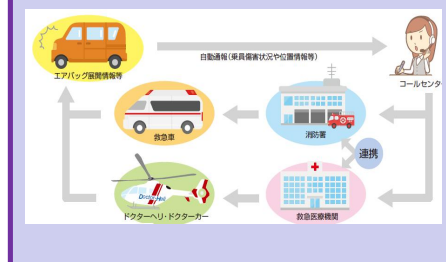 自動通報(乗員傷害状況や位置情報等)
エアバッグ展開情報等
コールセンタ
救急車
消防署
連携
ドクターヘリ・ドクターカー
救急医療機関